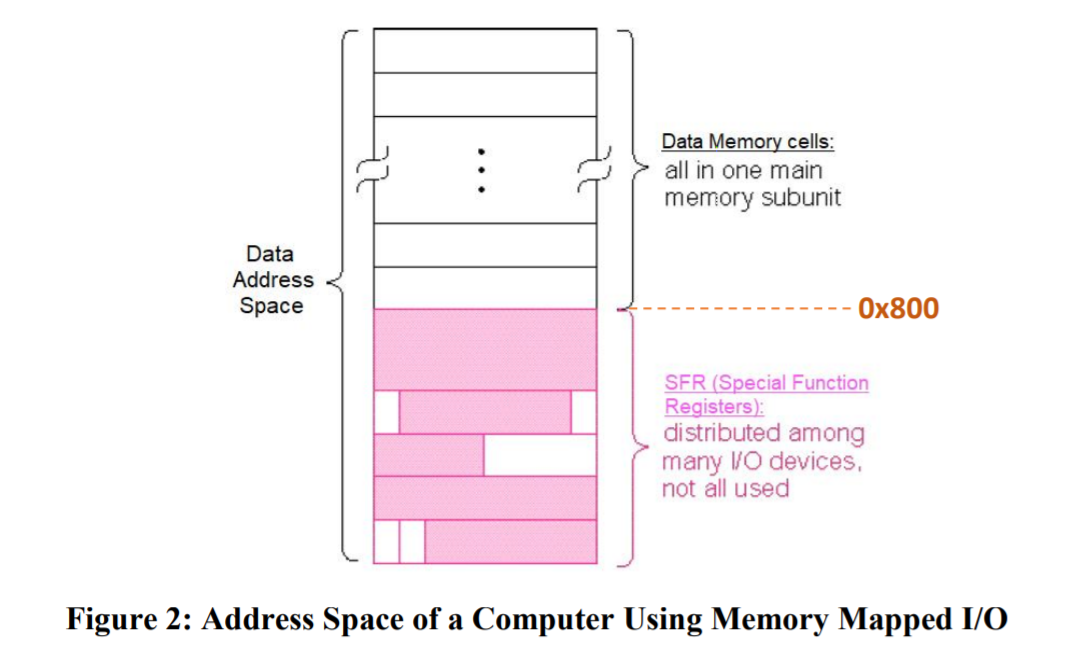 Data Memory cells:
all in one main
memory subunit
Data
Address
Space
0x800
SFR (Special Function
Registers):
distributed among
many I/O devices,
not all used
Figure 2: Address Space of a Computer Using Memory Mapped I/O